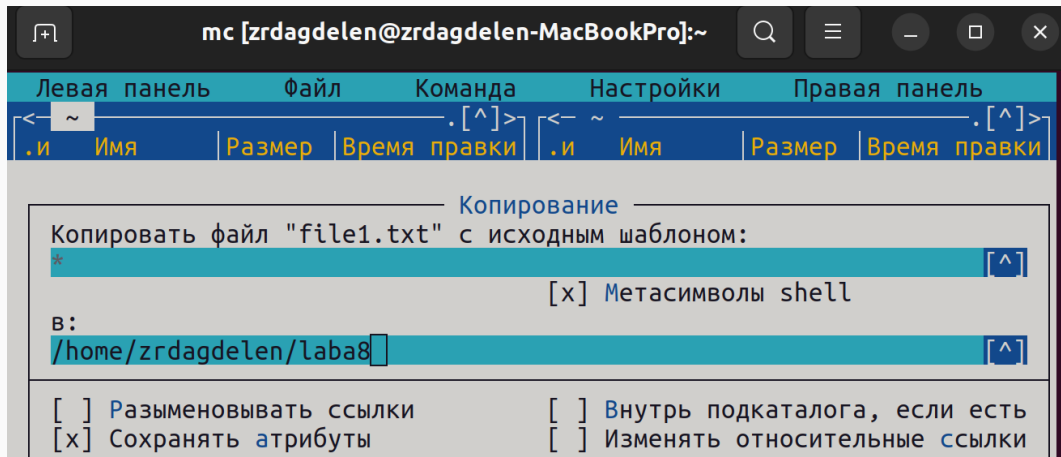 mc [zrdagdelen@zrdagdelen-MacBookPro]:~
Левая панель Файл Команда Настройки Правая панель
<─ ~ .[^]> <─ ~ .[^]>
.и Имя Размер Время правки .и Имя Размер Время правки
Копирование
Копировать файл "file1.txt" с исходным шаблоном:
* [^]
[x] Метасимволы shell
в:
/home/zrdagdelen/laba8 [^]
[ ] Разыменовывать ссылки [ ] Внутрь подкаталога, если есть
[x] Сохранять атрибуты [ ] Изменять относительные ссылки